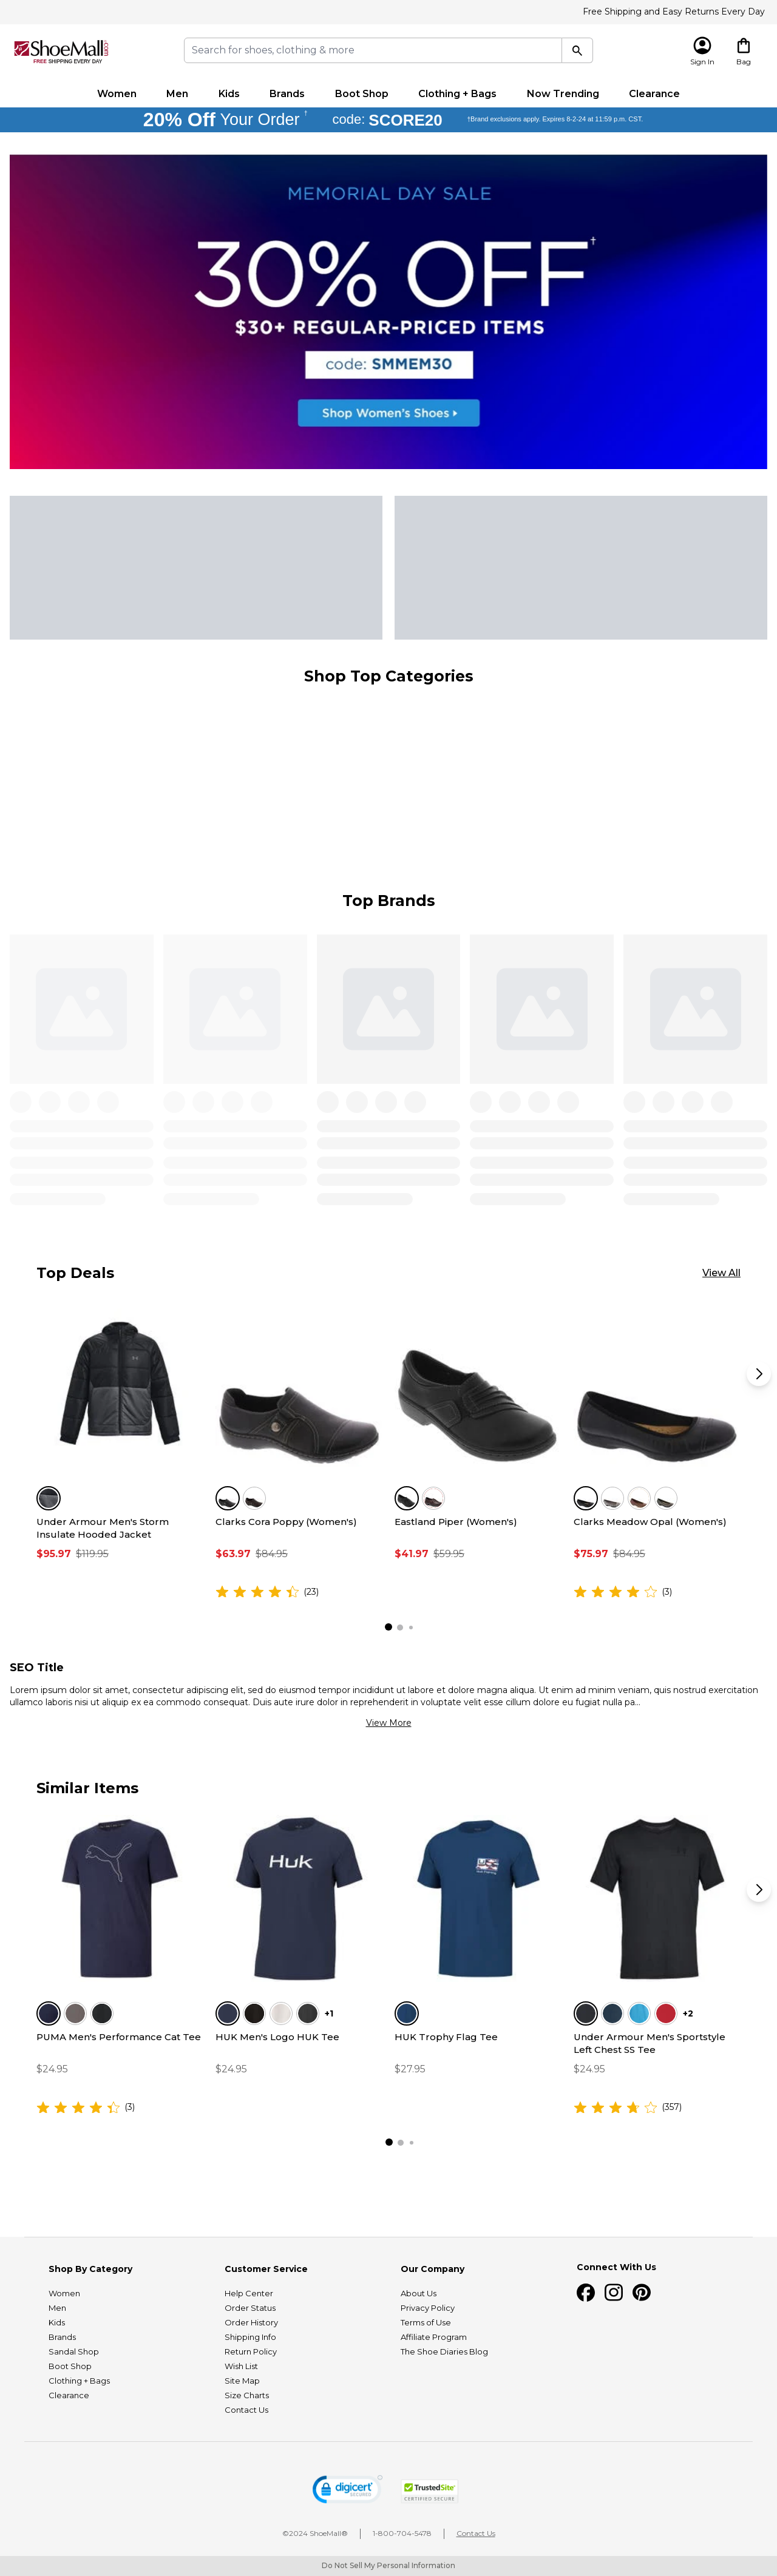 Free Shipping and Easy Returns Every Day
ShoeMall.com
FREE SHIPPING EVERY DAY
Search for shoes, clothing & more
Sign In
Bag
Women Men Kids Brands Boot Shop Clothing + Bags Now Trending Clearance
20% Off Your Order † code: SCORE20 †Brand exclusions apply. Expires 8-2-24 at 11:59 p.m. CST.
MEMORIAL DAY SALE
30% OFF†
$30+ REGULAR-PRICED ITEMS
code: SMMEM30
Shop Women's Shoes
Shop Top Categories
Top Brands
Top Deals
View All
Under Armour Men's Storm
Insulate Hooded Jacket
$95.97 $119.95
Clarks Cora Poppy (Women's)
$63.97 $84.95
(23)
Eastland Piper (Women's)
$41.97 $59.95
Clarks Meadow Opal (Women's)
$75.97 $84.95
(3)
SEO Title
Lorem ipsum dolor sit amet, consectetur adipiscing elit, sed do eiusmod tempor incididunt ut labore et dolore magna aliqua. Ut enim ad minim veniam, quis nostrud exercitation
ullamco laboris nisi ut aliquip ex ea commodo consequat. Duis aute irure dolor in reprehenderit in voluptate velit esse cillum dolore eu fugiat nulla pa...
View More
Similar Items
PUMA Men's Performance Cat Tee
$24.95
(3)
Huk
+1
HUK Men's Logo HUK Tee
$24.95
HUK Trophy Flag Tee
$27.95
+2
Under Armour Men's Sportstyle
Left Chest SS Tee
$24.95
(357)
Shop By Category
Women
Men
Kids
Brands
Sandal Shop
Boot Shop
Clothing + Bags
Clearance
Customer Service
Help Center
Order Status
Order History
Shipping Info
Return Policy
Wish List
Site Map
Size Charts
Contact Us
Our Company
About Us
Privacy Policy
Terms of Use
Affiliate Program
The Shoe Diaries Blog
Connect With Us
digicert
SECURED
TrustedSite
CERTIFIED SECURE
©2024 ShoeMall® 1-800-704-5478 Contact Us
Do Not Sell My Personal Information